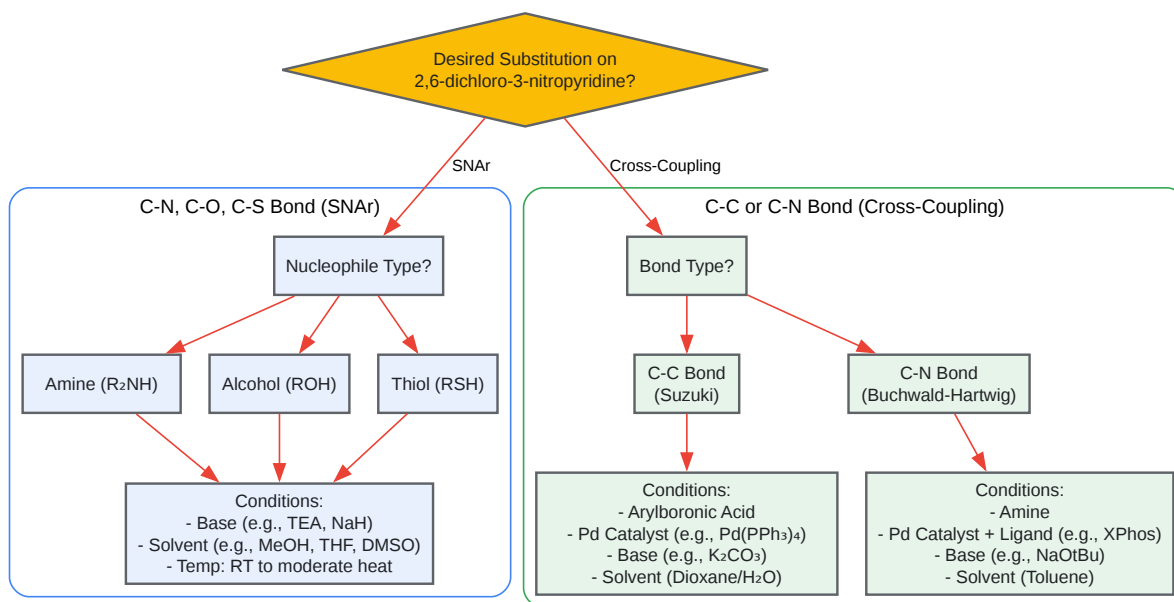 Desired Substitution on
2,6-dichloro-3-nitropyridine?
SNAr
Cross-Coupling
C-N, C-O, C-S Bond (SNAr)
Nucleophile Type?
Amine (R₂NH)
Alcohol (ROH)
Thiol (RSH)
Conditions:
- Base (e.g., TEA, NaH)
- Solvent (e.g., MeOH, THF, DMSO)
- Temp: RT to moderate heat
C-C or C-N Bond (Cross-Coupling)
Bond Type?
C-C Bond
(Suzuki)
C-N Bond
(Buchwald-Hartwig)
Conditions:
- Arylboronic Acid
- Pd Catalyst (e.g., Pd(PPh₃)₄)
- Base (e.g., K₂CO₃)
- Solvent (Dioxane/H₂O)
Conditions:
- Amine
- Pd Catalyst + Ligand (e.g., XPhos)
- Base (e.g., NaOtBu)
- Solvent (Toluene)